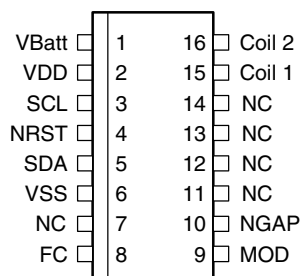 VBatt 1 16 Coil 2
VDD 2 15 Coil 1
SCL 3 14 NC
NRST 4 13 NC
SDA 5 12 NC
VSS 6 11 NC
NC 7 10 NGAP
FC 8 9 MOD